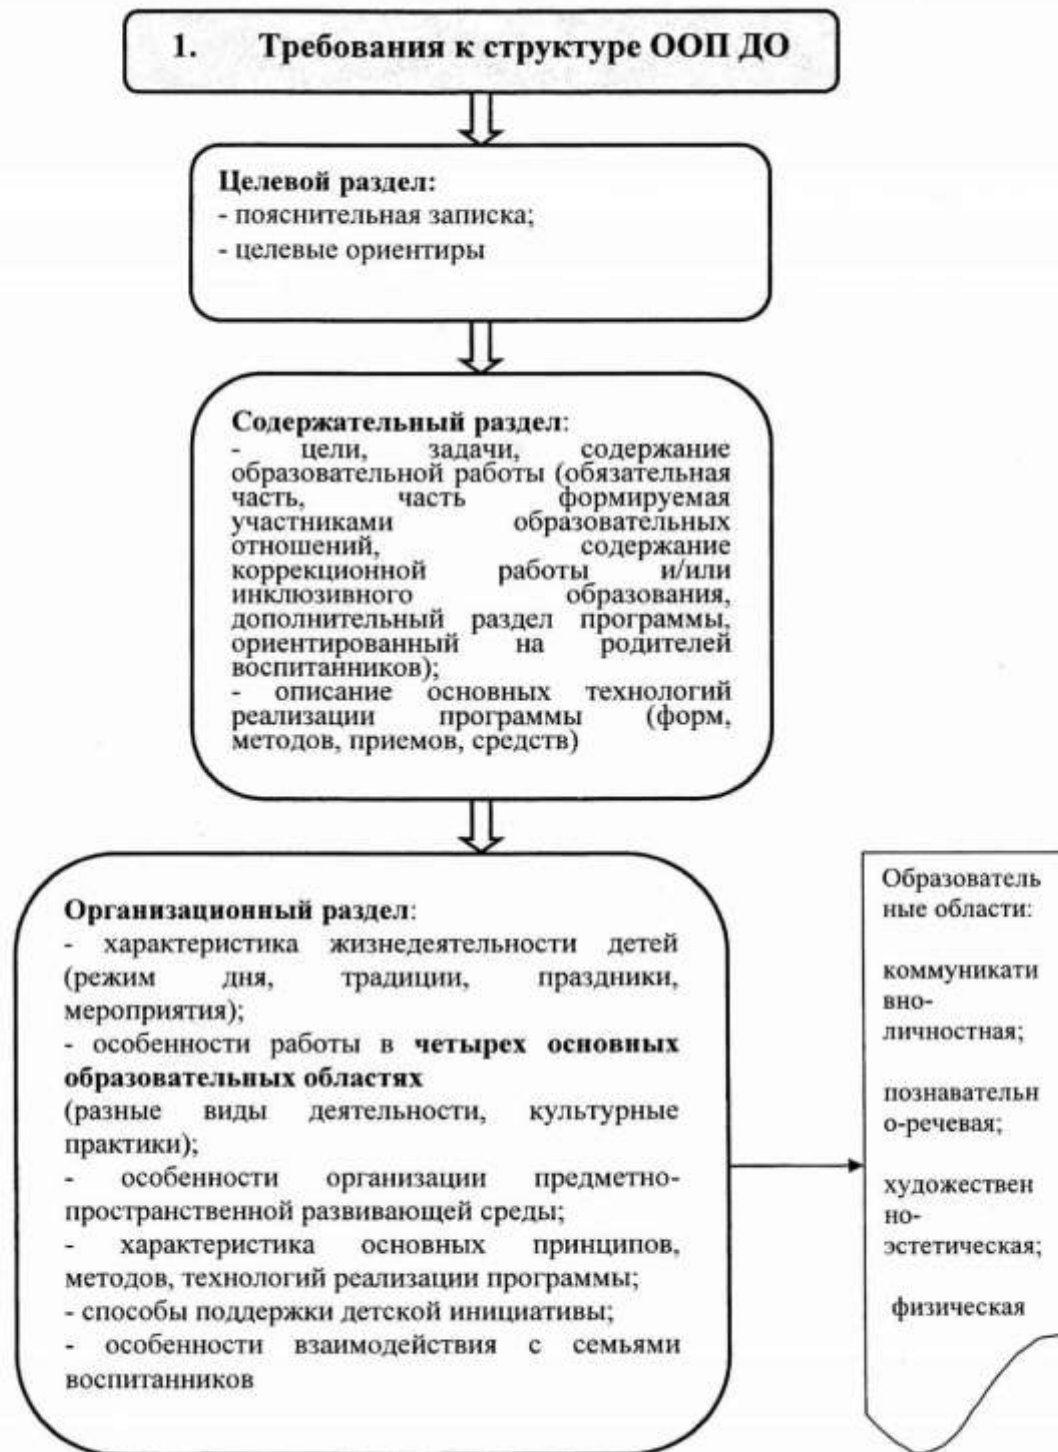 1. Требования к структуре ООП ДО
Целевой раздел:
- пояснительная записка;
- целевые ориентиры
Содержательный раздел:
- цели, задачи, содержание
образовательной работы (обязательная
часть, часть формируемая
участниками образовательных
отношений, содержание
коррекционной работы и/или
инклюзивного образования,
дополнительный раздел программы,
ориентированный на родителей
воспитанников);
- описание основных технологий
реализации программы (форм,
методов, приемов, средств)
Организационный раздел:
- характеристика жизнедеятельности детей
(режим дня, традиции, праздники,
мероприятия);
- особенности работы в четырех основных
образовательных областях
(разные виды деятельности, культурные
практики);
- особенности организации предметно-
пространственной развивающей среды;
- характеристика основных принципов,
методов, технологий реализации программы;
- способы поддержки детской инициативы;
- особенности взаимодействия с семьями
воспитанников
Образователь
ные области:
коммуникати
вно-
личностная;
познавательн
о-речевая;
художествен
но-
эстетическая;
физическая